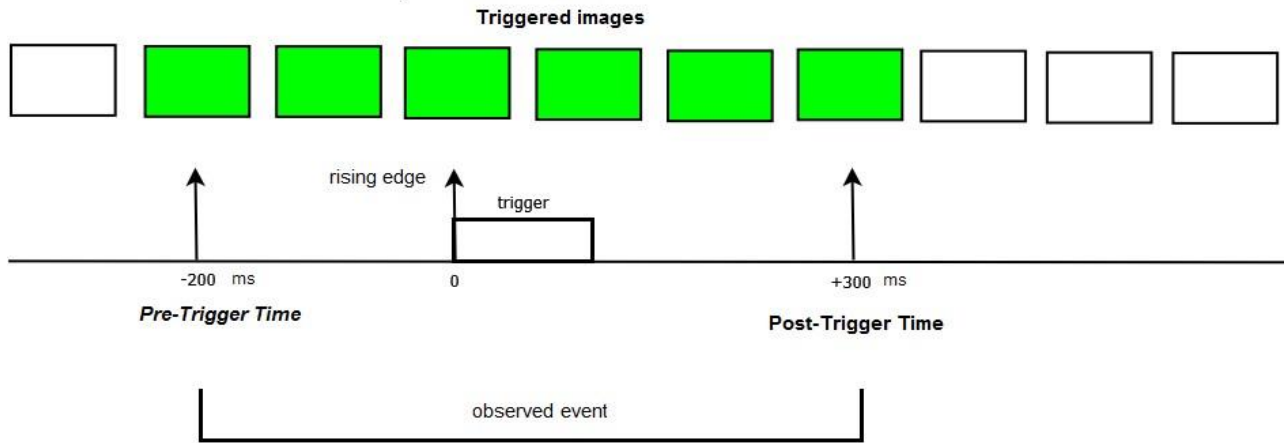 Triggered images
rising edge
trigger
-200 ms
0
+300 ms
Pre-Trigger Time
Post-Trigger Time
observed event